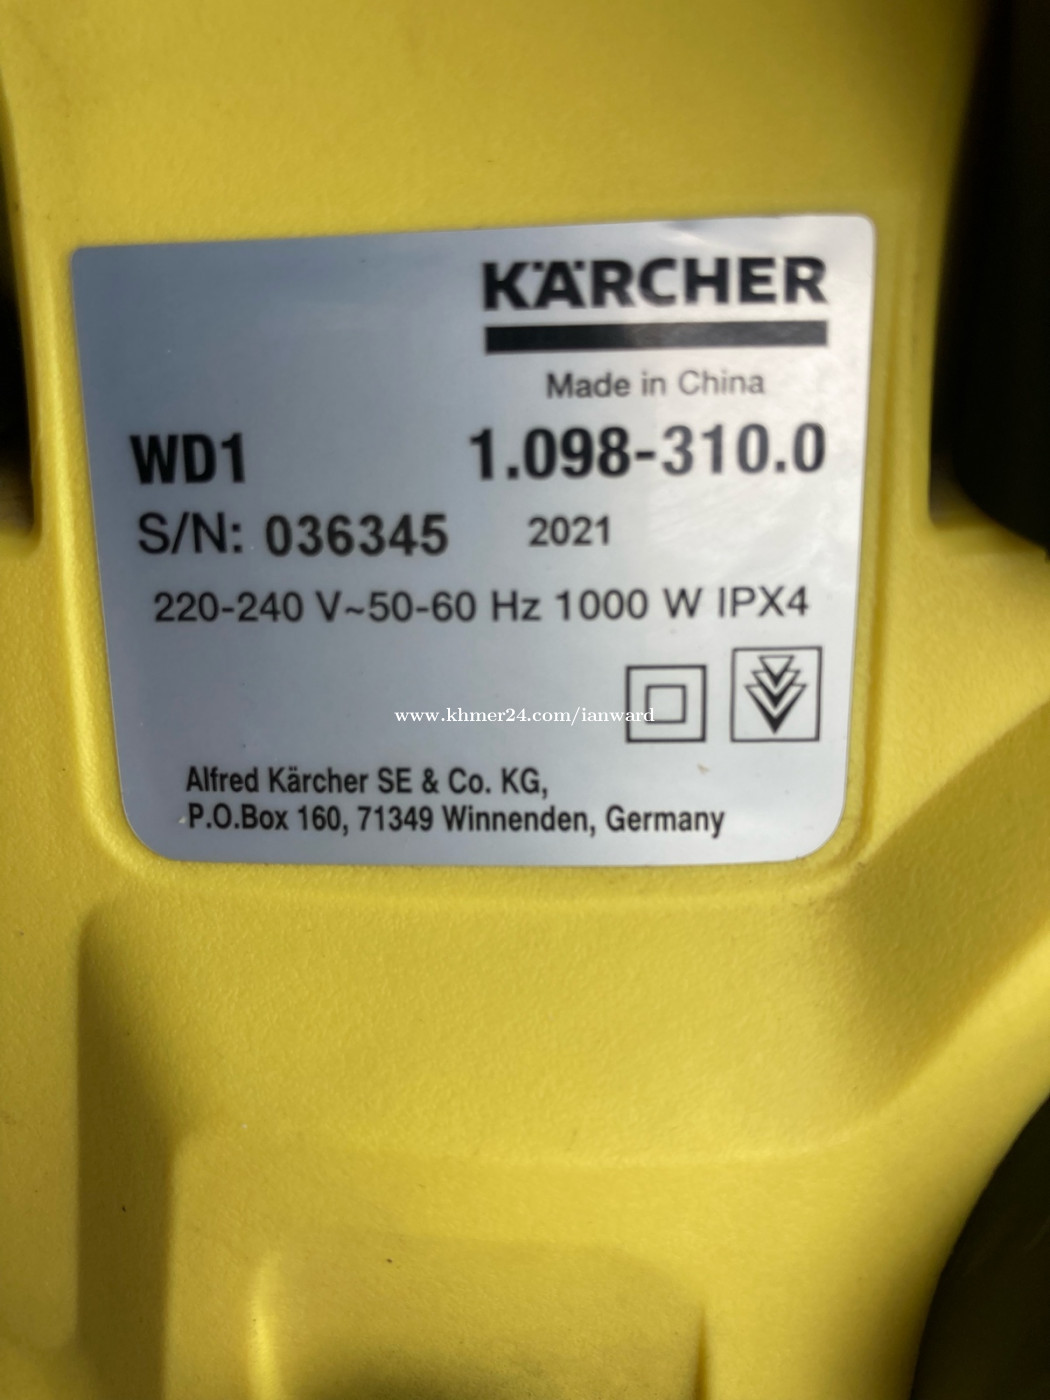 KÄRCHER
Made in China
WD1 1.098-310.0
S/N: 036345 2021
220-240 V~50-60 Hz 1000 W IPX4
www.khmer24.com/ianward
Alfred Kärcher SE & Co. KG,
P.O.Box 160, 71349 Winnenden, Germany